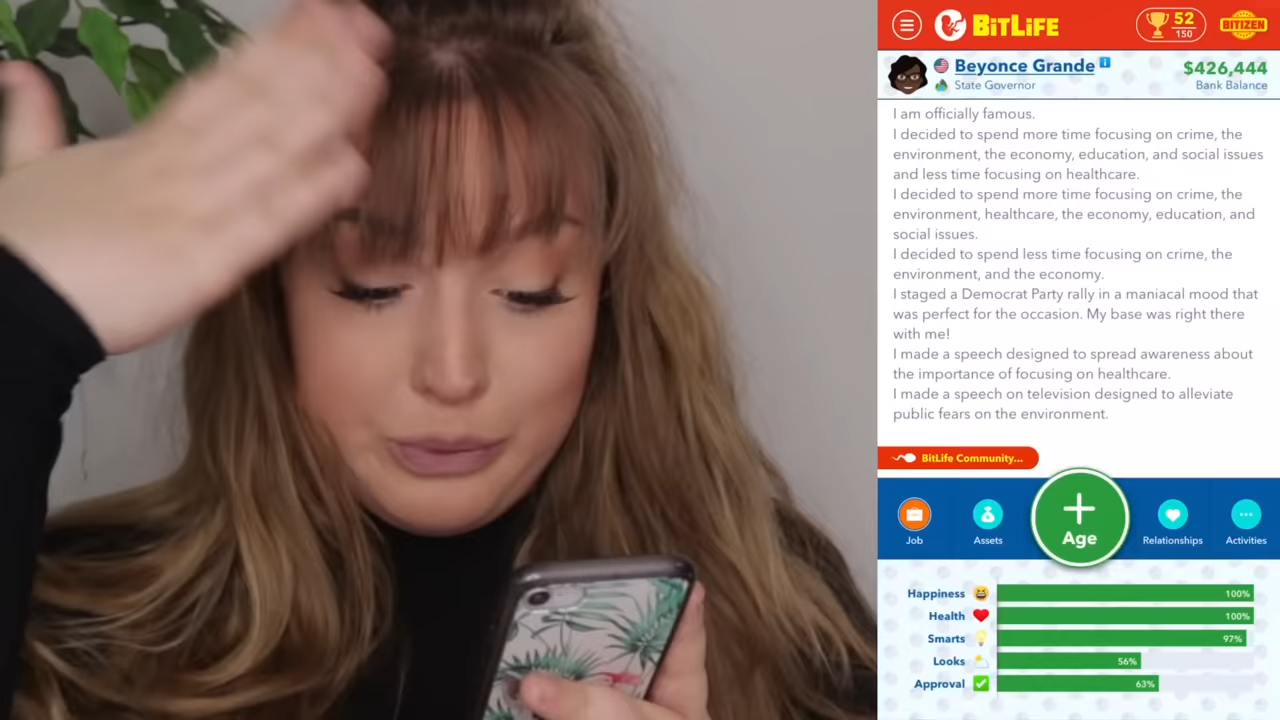 BITLIFE
52
150
BITIZEN
Beyonce Grande
$426,444
State Governor
Bank Balance
I am officially famous.
I decided to spend more time focusing on crime, the
environment, the economy, education, and social issues
and less time focusing on healthcare.
I decided to spend more time focusing on crime, the
environment, healthcare, the economy, education, and
social issues.
I decided to spend less time focusing on crime, the
environment, and the economy.
I staged a Democrat Party rally in a maniacal mood that
was perfect for the occasion. My base was right there
with me!
I made a speech designed to spread awareness about
the importance of focusing on healthcare.
I made a speech on television designed to alleviate
public fears on the environment.
BitLife Community...
Job
Assets
Age
Relationships
Activities
Happiness 100%
Health 100%
Smarts 97%
Looks 56%
Approval 63%